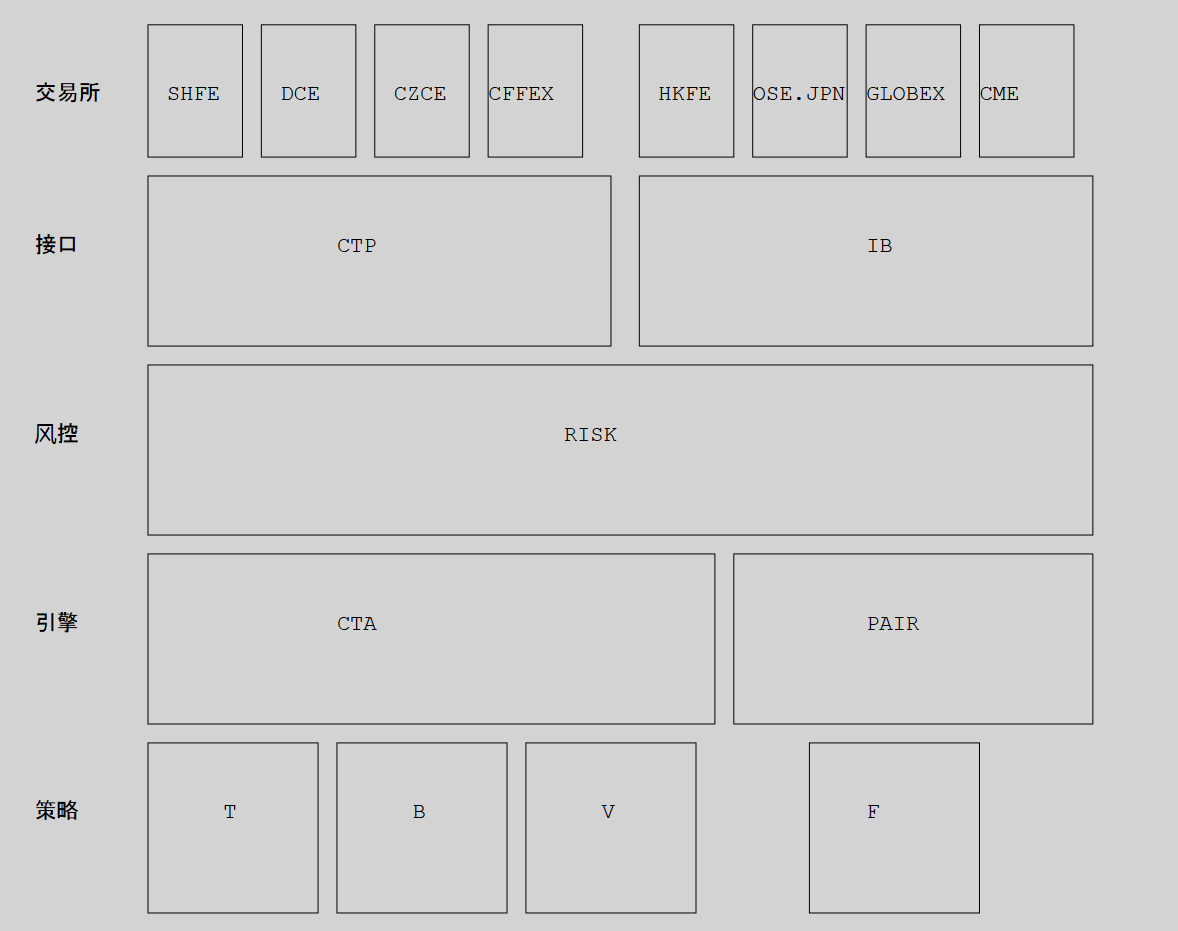 交易所 SHFE DCE CZCE CFFEX HKFE OSE.JPN GLOBEX CME
接口 CTP IB
风控 RISK
引擎 CTA PAIR
策略 T B V F